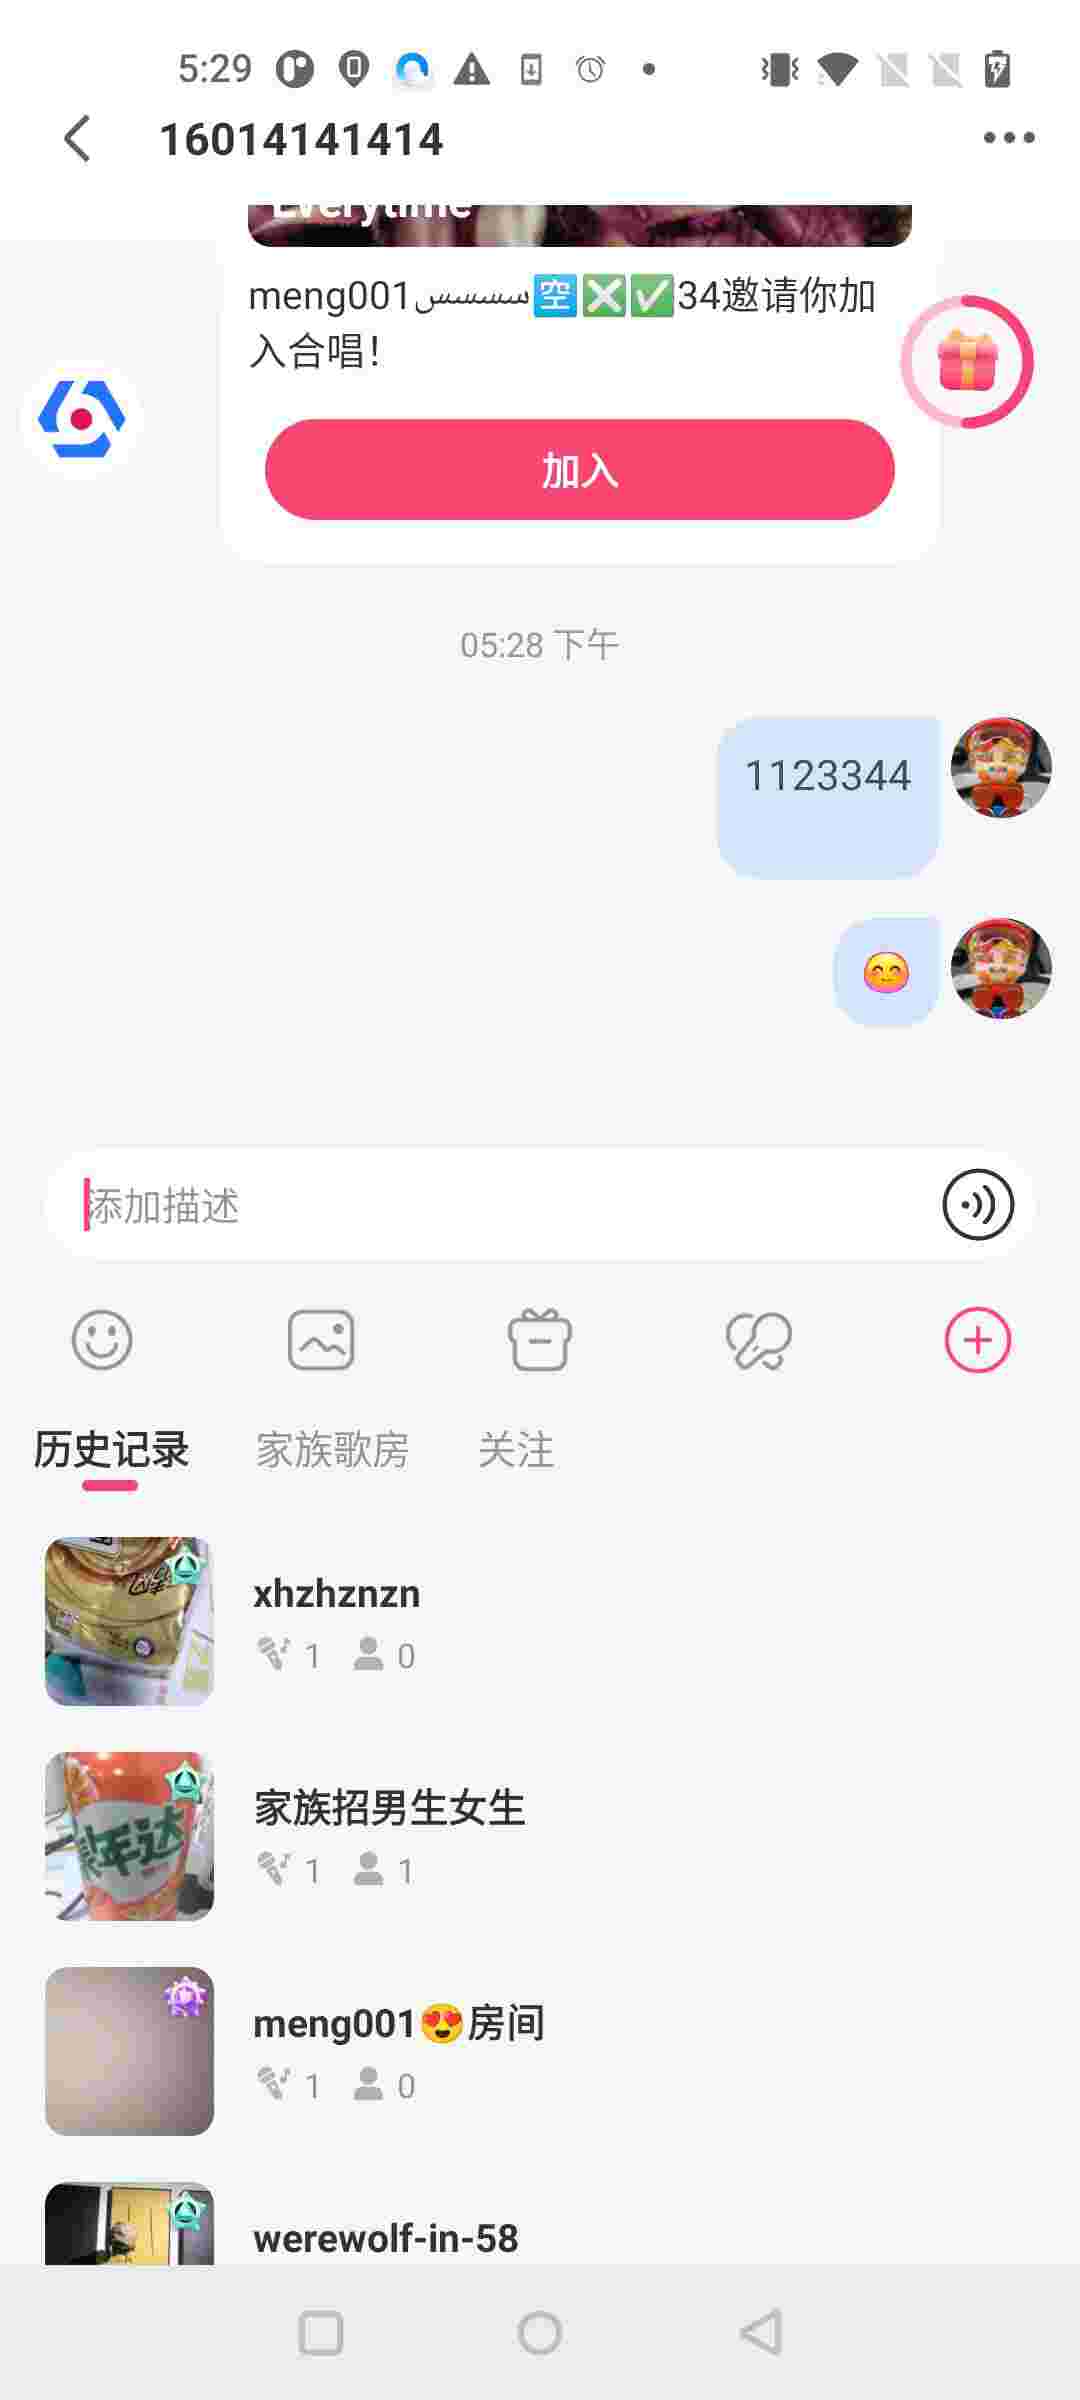 5:29
16014141414
Everytime
meng001سسسس🈳❎✅34邀请你加
入合唱！
加入
05:28 下午
1123344
😊
添加描述
历史记录 家族歌房 关注
xhzhznzn
1 0
家族招男生女生
1 1
年达
meng001😍房间
1 0
werewolf-in-58